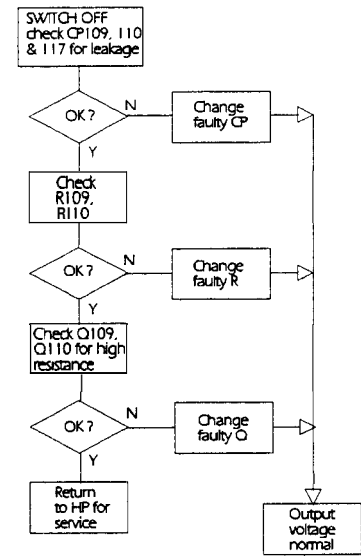 SWITCH OFF
check CP109, 110
& 117 for leakage
OK?
N
Change
faulty CP
Y
Check
R109,
R110
OK?
N
Change
faulty R
Y
Check Q109,
Q110 for high
resistance
OK?
N
Change
faulty Q
Y
Return
to HP for
service
Output
voltage
normal